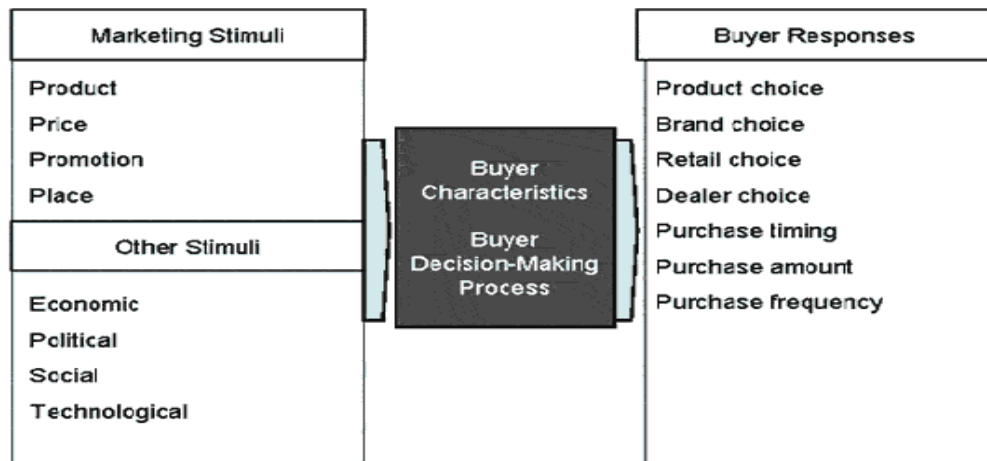 Marketing Stimuli
Product
Price
Promotion
Place
Other Stimuli
Economic
Political
Social
Technological
Buyer
Characteristics
Buyer
Decision-Making
Process
Buyer Responses
Product choice
Brand choice
Retail choice
Dealer choice
Purchase timing
Purchase amount
Purchase frequency